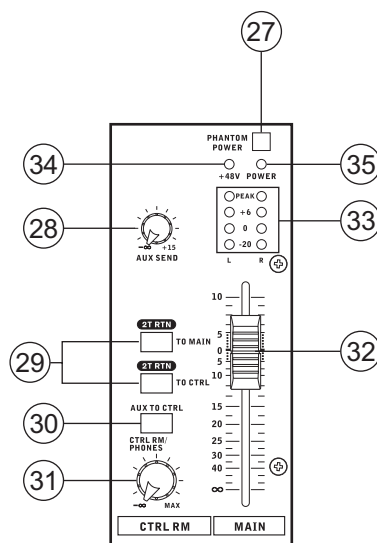 27
PHANTOM
POWER
34
35
+48V POWER
PEAK
+6
0
-20
L R
33
28
-∞ +15
AUX SEND
10
5
0
5
10
15
20
30
40
∞
25
32
2T RTN
TO MAIN
29
2T RTN
TO CTRL
30
AUX TO CTRL
CTRL RM/
PHONES
31
-∞ MAX
CTRL RM MAIN